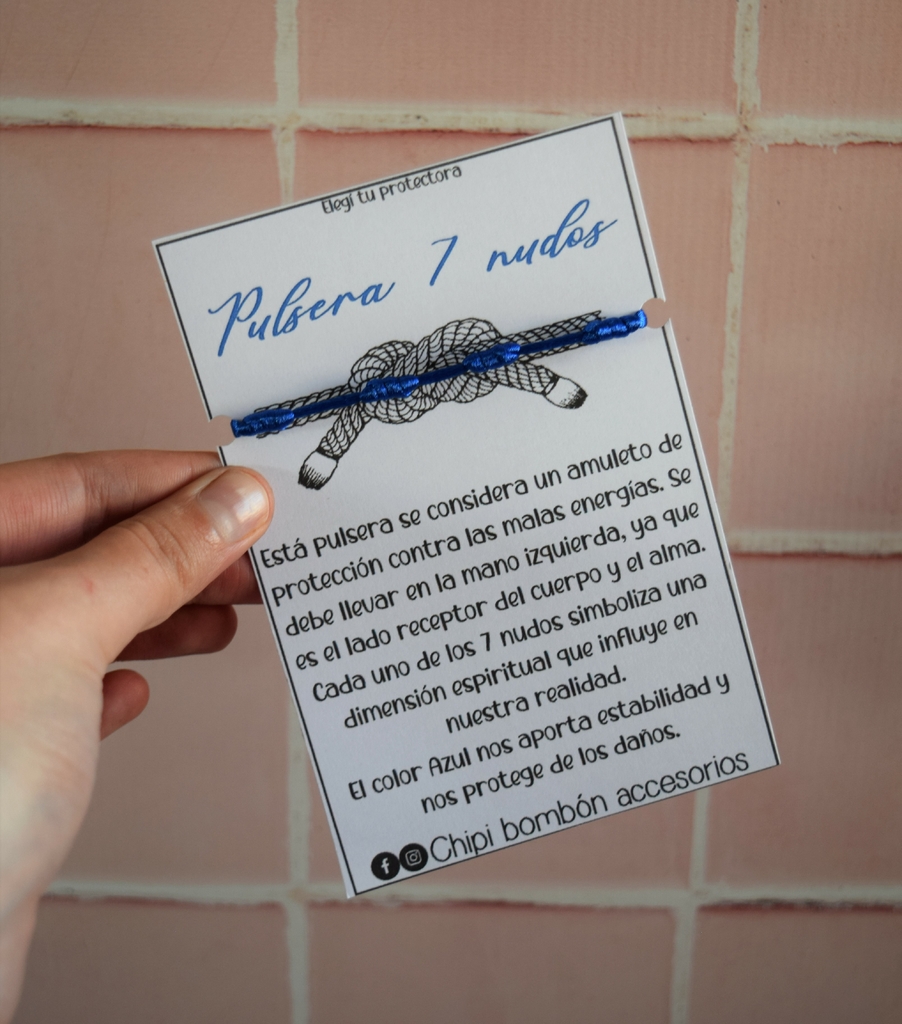 Elegí tu protectora
Pulsera 7 nudos
Está pulsera se considera un amuleto de
protección contra las malas energías. Se
debe llevar en la mano izquierda, ya que
es el lado receptor del cuerpo y el alma.
Cada uno de los 7 nudos simboliza una
dimensión espiritual que influye en
nuestra realidad.
El color Azul nos aporta estabilidad y
nos protege de los daños.
Chipi bombón accesorios